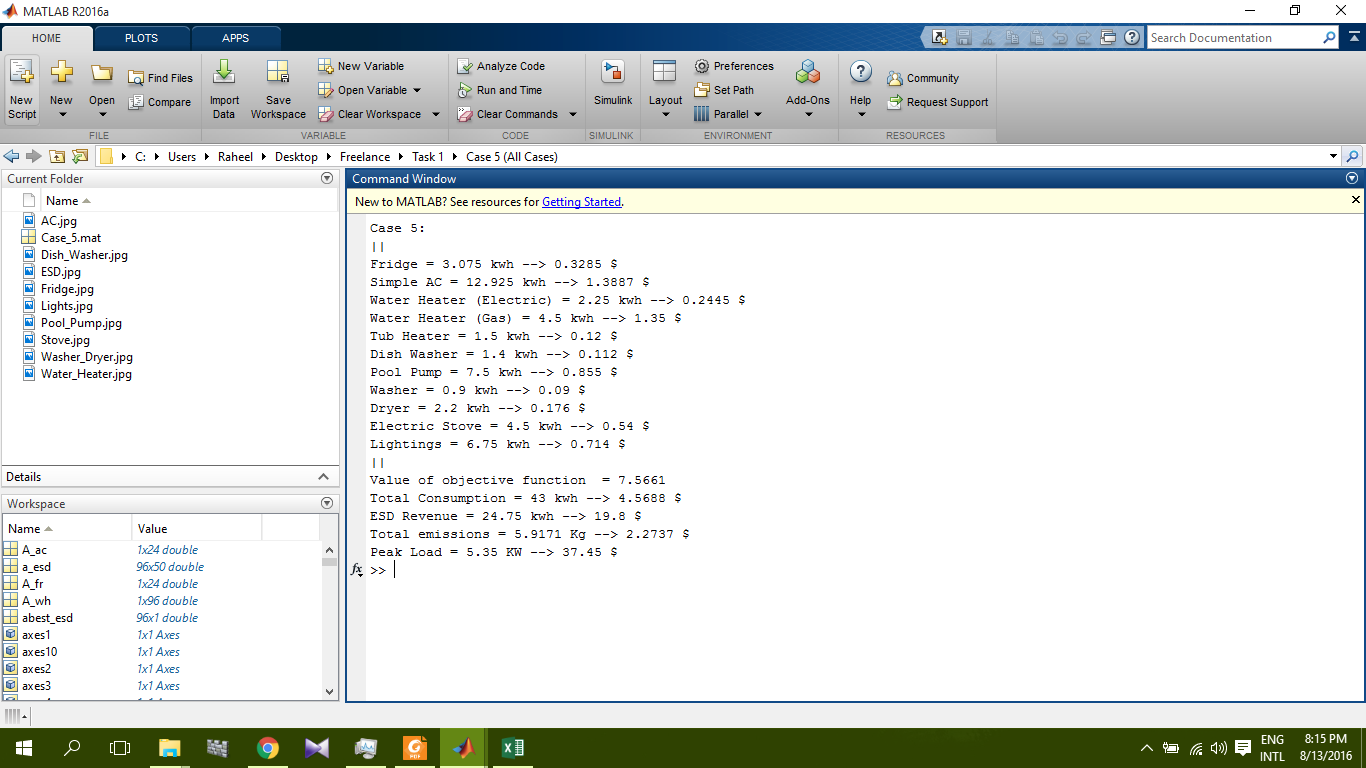 MATLAB R2016a
HOME PLOTS APPS
Search Documentation
New Script
New
Open
Find Files
Compare
Import Data
Save Workspace
New Variable
Open Variable
Clear Workspace
Analyze Code
Run and Time
Clear Commands
Simulink
Layout
Preferences
Set Path
Parallel
Add-Ons
Help
Community
Request Support
FILE VARIABLE CODE SIMULINK ENVIRONMENT RESOURCES
C: Users Raheel Desktop Freelance Task 1 Case 5 (All Cases)
Current Folder
Name
AC.jpg
Case_5.mat
Dish_Washer.jpg
ESD.jpg
Fridge.jpg
Lights.jpg
Pool_Pump.jpg
Stove.jpg
Washer_Dryer.jpg
Water_Heater.jpg
Details
Workspace
Name Value
A_ac 1x24 double
a_esd 96x50 double
A_fr 1x24 double
A_wh 1x96 double
abest_esd 96x1 double
axes1 1x1 Axes
axes10 1x1 Axes
axes2 1x1 Axes
axes3 1x1 Axes
Command Window
New to MATLAB? See resources for Getting Started.
Case 5:
||
Fridge = 3.075 kwh --> 0.3285 $
Simple AC = 12.925 kwh --> 1.3887 $
Water Heater (Electric) = 2.25 kwh --> 0.2445 $
Water Heater (Gas) = 4.5 kwh --> 1.35 $
Tub Heater = 1.5 kwh --> 0.12 $
Dish Washer = 1.4 kwh --> 0.112 $
Pool Pump = 7.5 kwh --> 0.855 $
Washer = 0.9 kwh --> 0.09 $
Dryer = 2.2 kwh --> 0.176 $
Electric Stove = 4.5 kwh --> 0.54 $
Lightings = 6.75 kwh --> 0.714 $
||
Value of objective function  = 7.5661
Total Consumption = 43 kwh --> 4.5688 $
ESD Revenue = 24.75 kwh --> 19.8 $
Total emissions = 5.9171 Kg --> 2.2737 $
Peak Load = 5.35 KW --> 37.45 $
fx >>
ENG
INTL
8:15 PM
8/13/2016